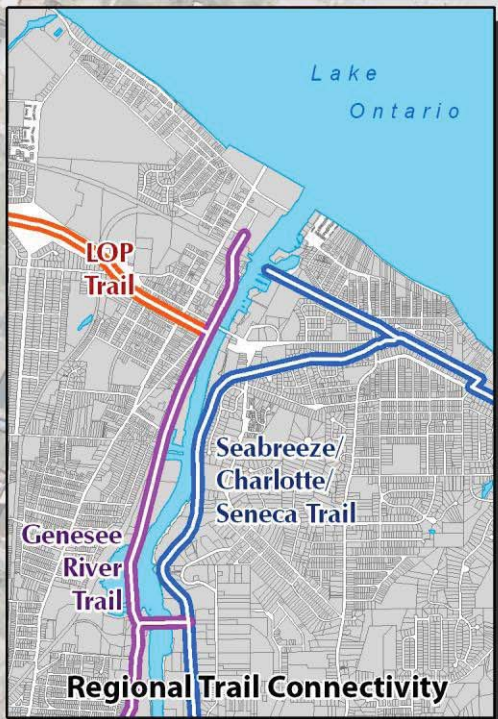 Lake
Ontario
LOP
Trail
Seabreeze/
Charlotte/
Seneca Trail
Genesee
River
Trail
Regional Trail Connectivity